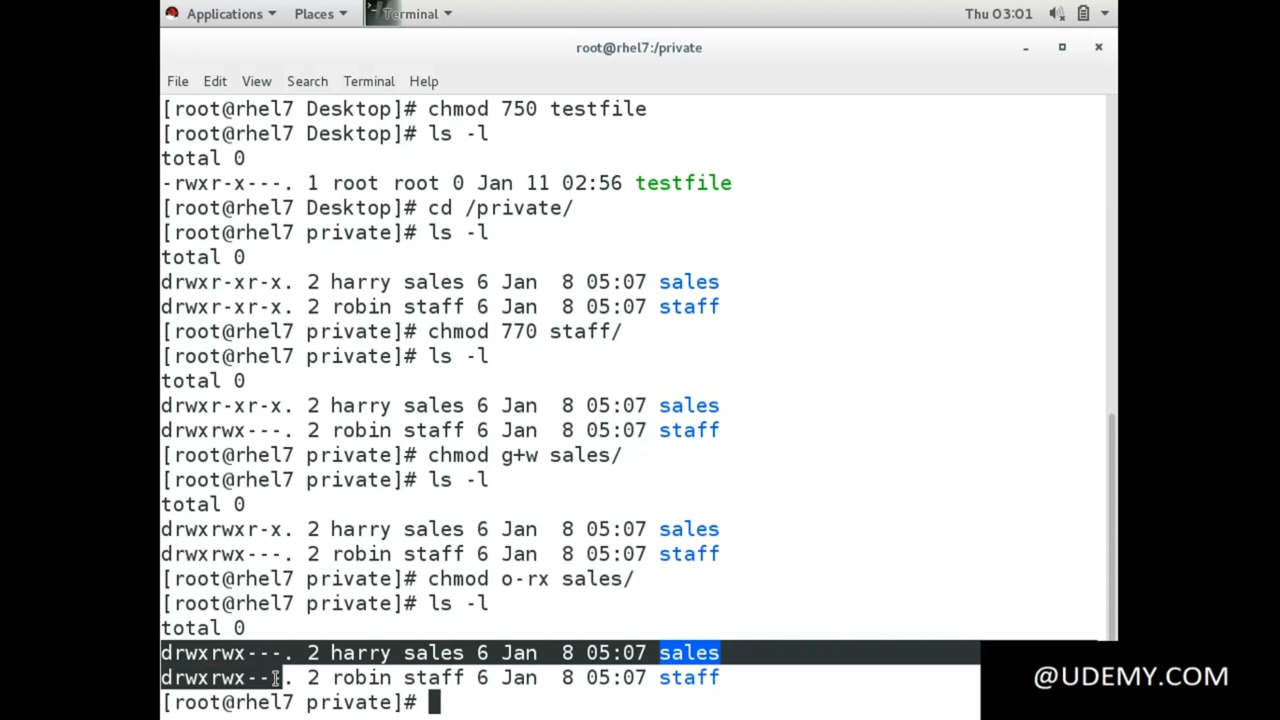 Applications Places Terminal Thu 03:01
root@rhel7:/private
File Edit View Search Terminal Help
[root@rhel7 Desktop]# chmod 750 testfile
[root@rhel7 Desktop]# ls -l
total 0
-rwxr-x---. 1 root root 0 Jan 11 02:56 testfile
[root@rhel7 Desktop]# cd /private/
[root@rhel7 private]# ls -l
total 0
drwxr-xr-x. 2 harry sales 6 Jan  8 05:07 sales
drwxr-xr-x. 2 robin staff 6 Jan  8 05:07 staff
[root@rhel7 private]# chmod 770 staff/
[root@rhel7 private]# ls -l
total 0
drwxr-xr-x. 2 harry sales 6 Jan  8 05:07 sales
drwxrwx---. 2 robin staff 6 Jan  8 05:07 staff
[root@rhel7 private]# chmod g+w sales/
[root@rhel7 private]# ls -l
total 0
drwxrwxr-x. 2 harry sales 6 Jan  8 05:07 sales
drwxrwx---. 2 robin staff 6 Jan  8 05:07 staff
[root@rhel7 private]# chmod o-rx sales/
[root@rhel7 private]# ls -l
total 0
drwxrwx---. 2 harry sales 6 Jan  8 05:07 sales
drwxrwx---. 2 robin staff 6 Jan  8 05:07 staff
@UDEMY.COM
[root@rhel7 private]#